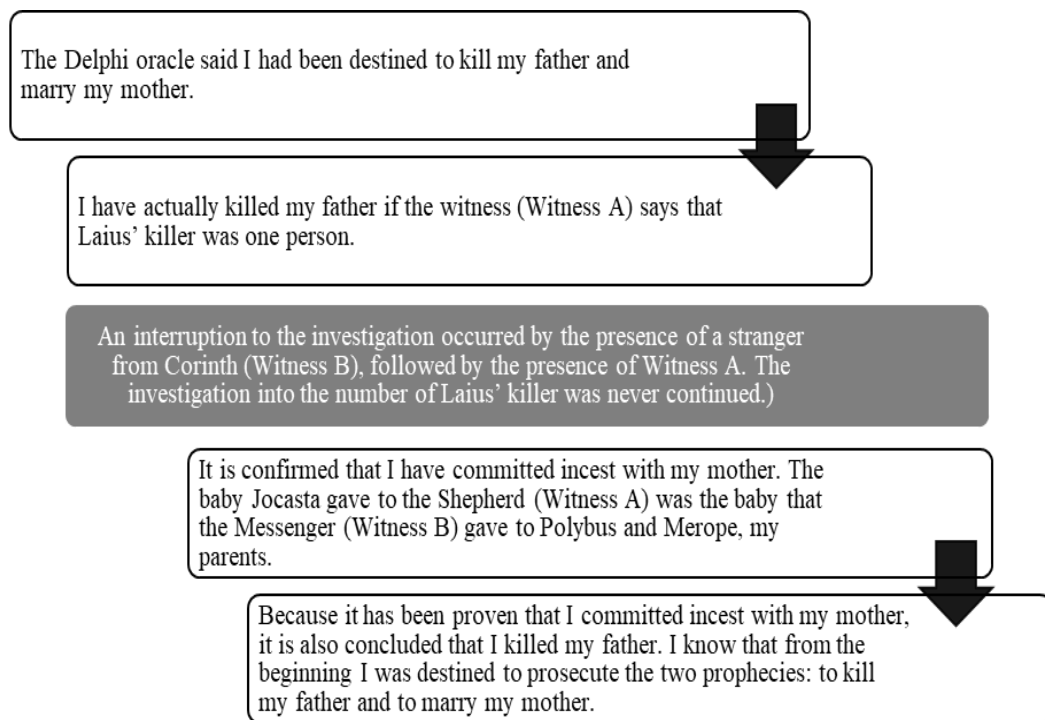 The Delphi oracle said I had been destined to kill my father and
marry my mother.
I have actually killed my father if the witness (Witness A) says that
Laius’ killer was one person.
An interruption to the investigation occurred by the presence of a stranger
from Corinth (Witness B), followed by the presence of Witness A. The
investigation into the number of Laius’ killer was never continued.)
It is confirmed that I have committed incest with my mother. The
baby Jocasta gave to the Shepherd (Witness A) was the baby that
the Messenger (Witness B) gave to Polybus and Merope, my
parents.
Because it has been proven that I committed incest with my mother,
it is also concluded that I killed my father. I know that from the
beginning I was destined to prosecute the two prophecies: to kill
my father and to marry my mother.